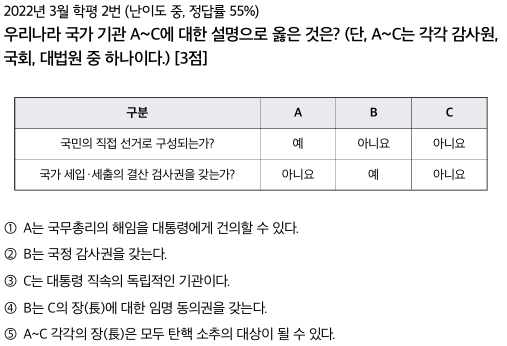 2022년 3월 학평 2번 (난이도 중, 정답률 55%)
우리나라 국가 기관 A~C에 대한 설명으로 옳은 것은? (단, A~C는 각각 감사원,
국회, 대법원 중 하나이다.) [3점]
구분 A B C
국민의 직접 선거로 구성되는가? 예 아니요 아니요
국가 세입·세출의 결산 검사권을 갖는가? 아니요 예 아니요
① A는 국무총리의 해임을 대통령에게 건의할 수 있다.
② B는 국정 감사권을 갖는다.
③ C는 대통령 직속의 독립적인 기관이다.
④ B는 C의 장(長)에 대한 임명 동의권을 갖는다.
⑤ A~C 각각의 장(長)은 모두 탄핵 소추의 대상이 될 수 있다.